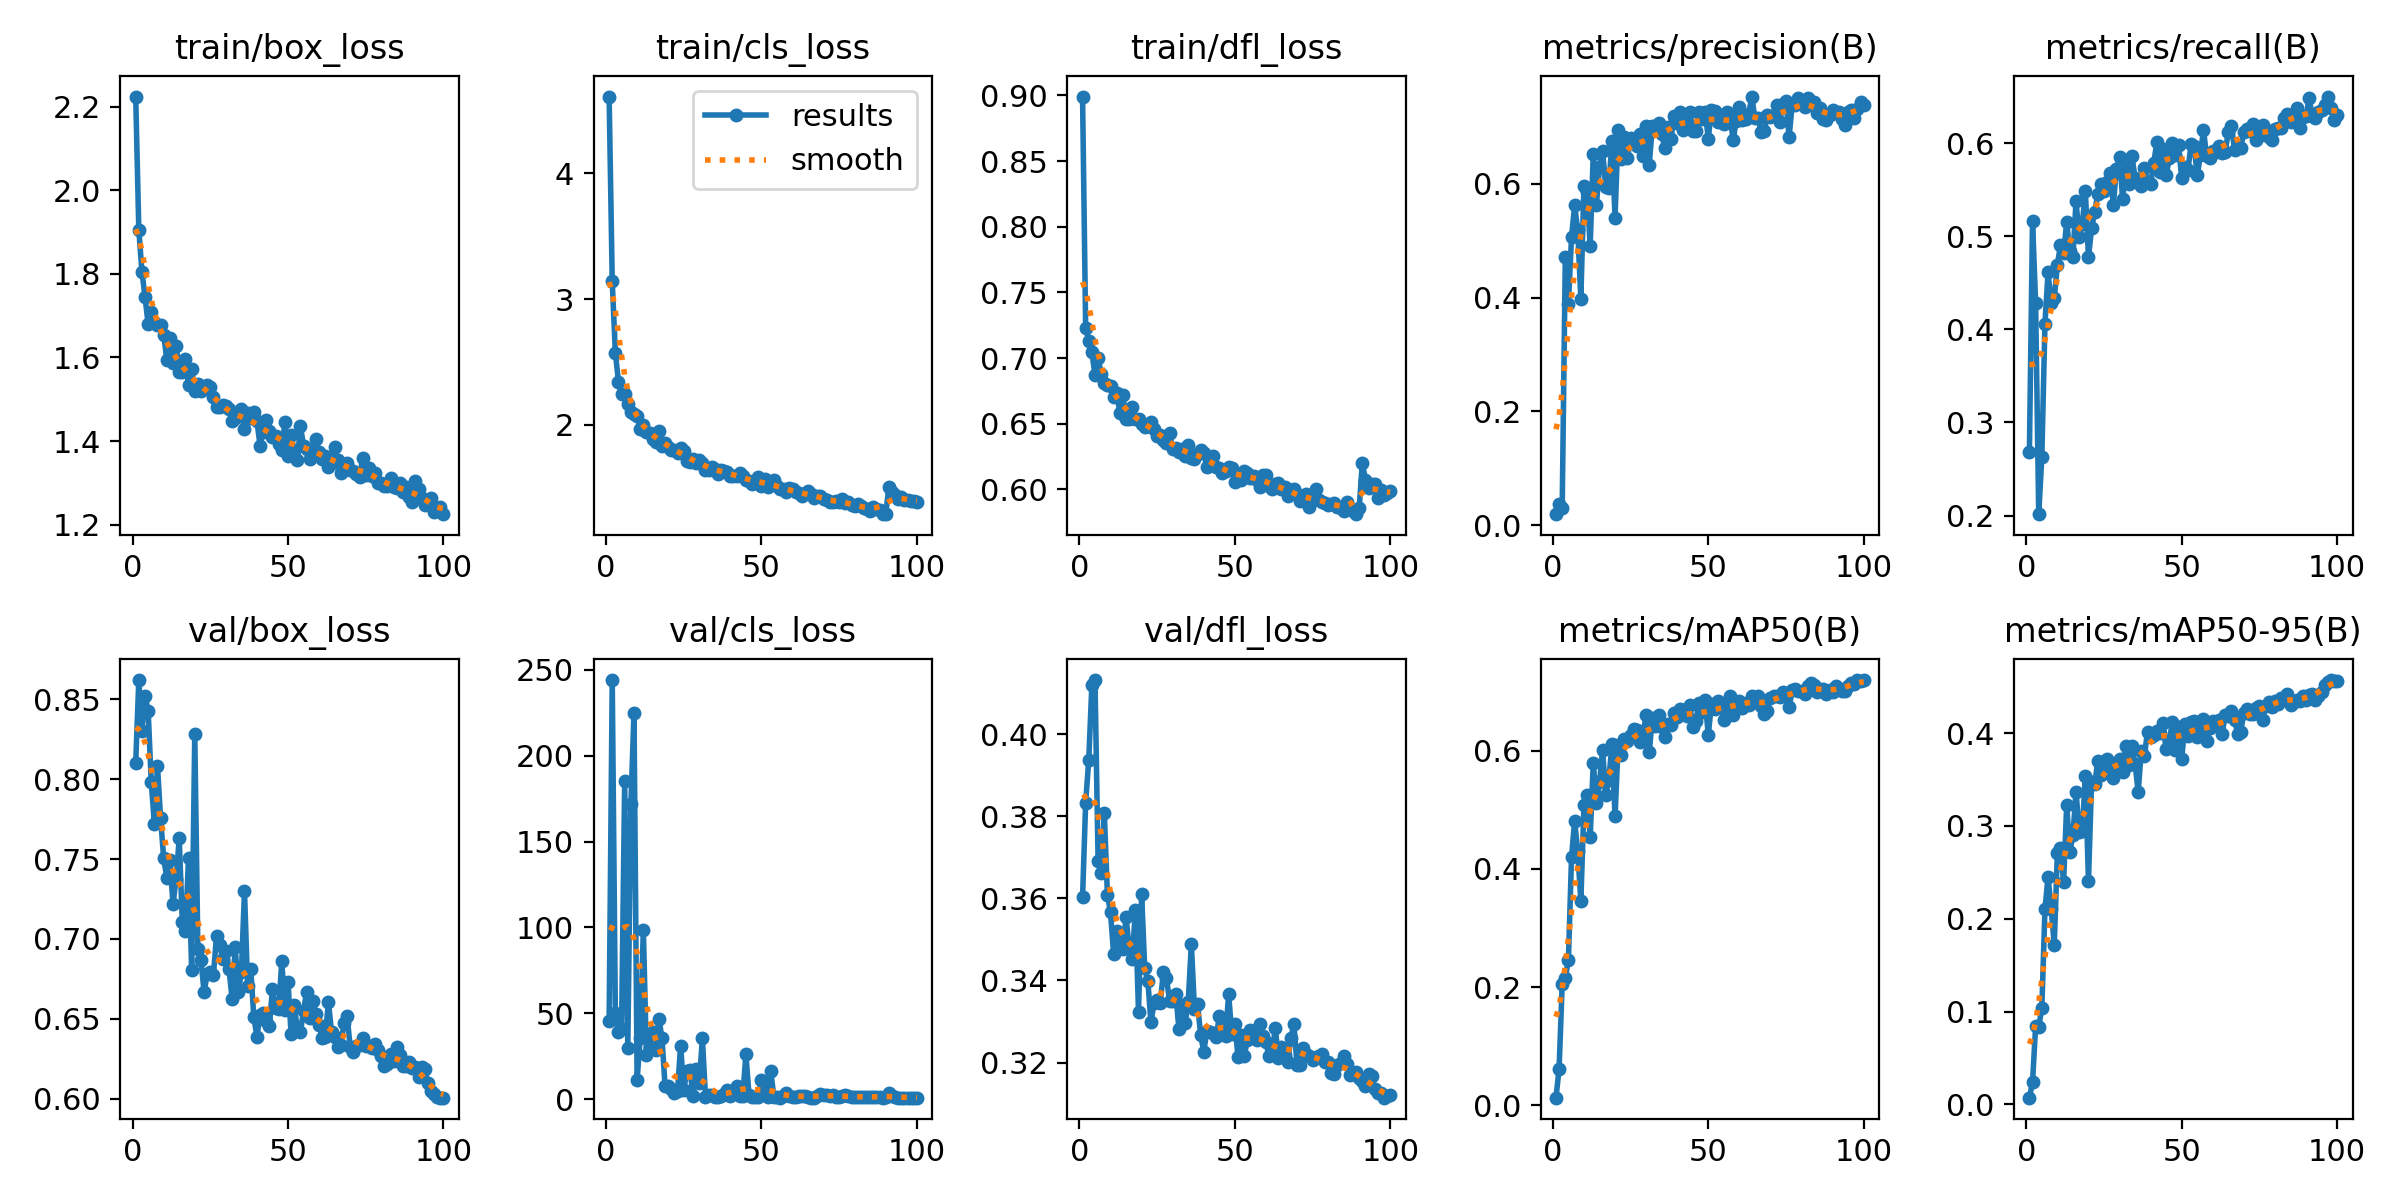 train/box_loss
2.2
2.0
1.8
1.6
1.4
1.2
0 50 100
train/cls_loss
results
smooth
4
3
2
0 50 100
train/dfl_loss
0.90
0.85
0.80
0.75
0.70
0.65
0.60
0 50 100
metrics/precision(B)
0.6
0.4
0.2
0.0
0 50 100
metrics/recall(B)
0.6
0.5
0.4
0.3
0.2
0 50 100
val/box_loss
0.85
0.80
0.75
0.70
0.65
0.60
0 50 100
val/cls_loss
250
200
150
100
50
0
0 50 100
val/dfl_loss
0.40
0.38
0.36
0.34
0.32
0 50 100
metrics/mAP50(B)
0.6
0.4
0.2
0.0
0 50 100
metrics/mAP50-95(B)
0.4
0.3
0.2
0.1
0.0
0 50 100